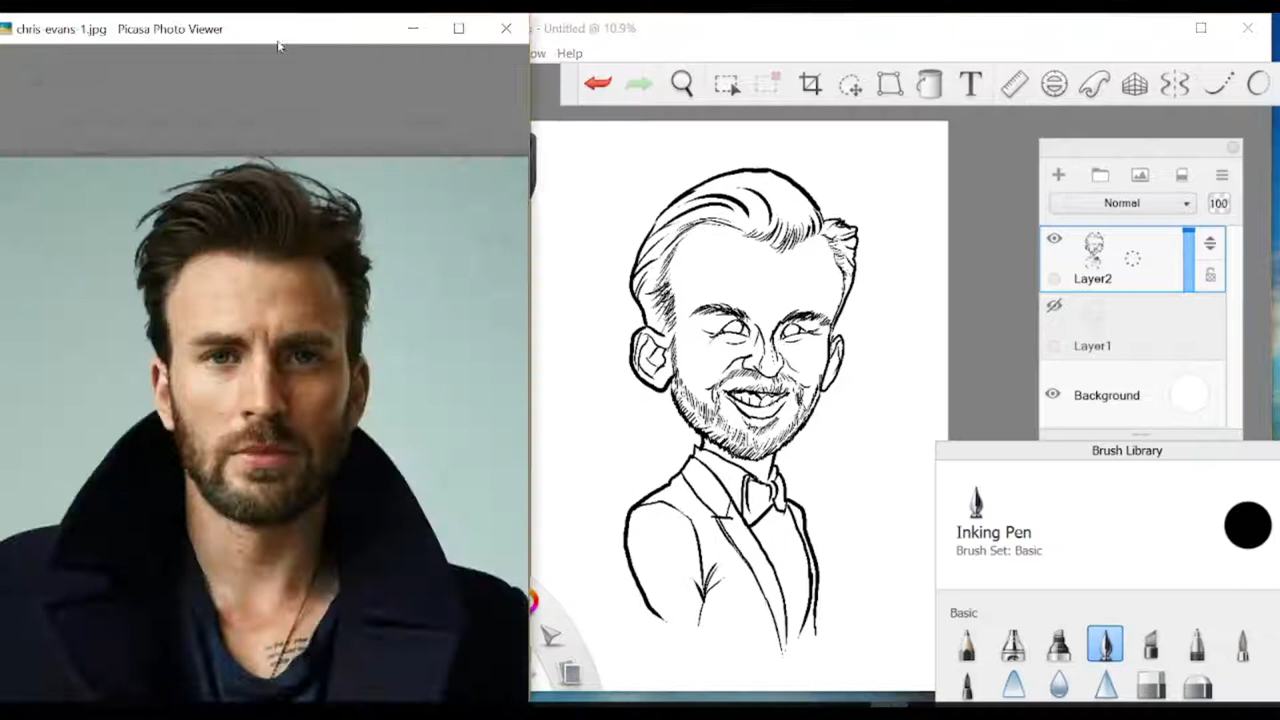 chris-evans-1.jpg Picasa Photo Viewer
- Untitled @ 10.9%
ow Help
T
Normal 100
Layer2
Layer1
Background
Brush Library
Inking Pen
Brush Set: Basic
Basic